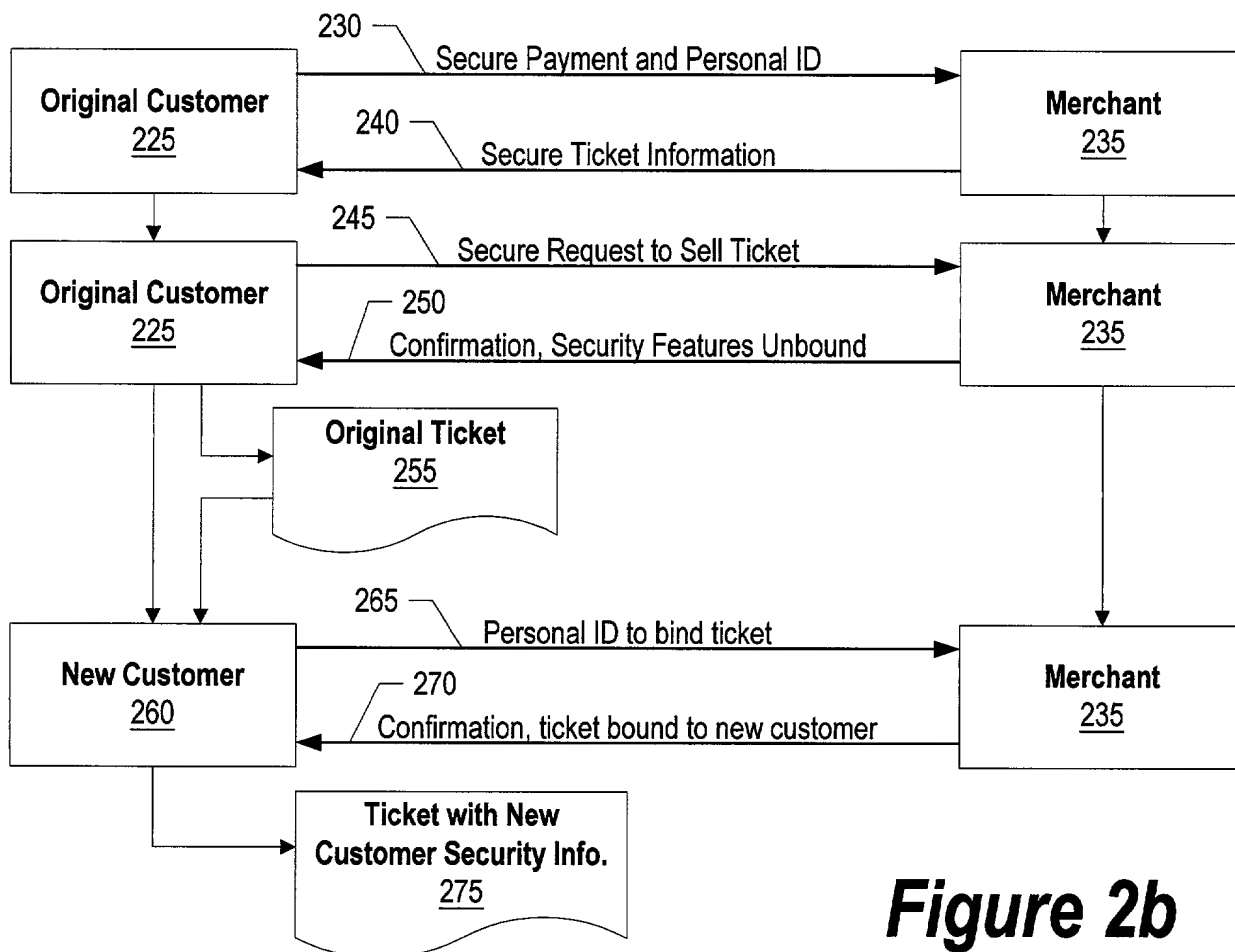 230
Secure Payment and Personal ID
Original Customer
225
Merchant
235
240
Secure Ticket Information
245
Secure Request to Sell Ticket
Original Customer
225
Merchant
235
250
Confirmation, Security Features Unbound
Original Ticket
255
265
Personal ID to bind ticket
New Customer
260
Merchant
235
270
Confirmation, ticket bound to new customer
Ticket with New
Customer Security Info.
275
Figure 2b